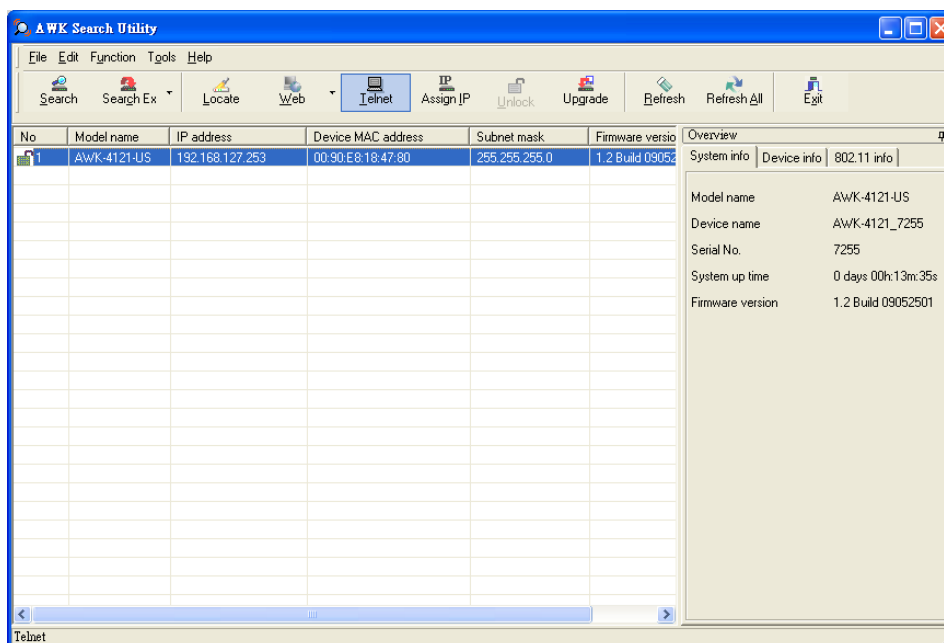 AWK Search Utility
File Edit Function Tools Help
Search Search Ex Locate Web Telnet Assign IP Unlock Upgrade Refresh Refresh All Exit
No Model name IP address Device MAC address Subnet mask Firmware versio
1 AWK-4121-US 192.168.127.253 00:90:E8:18:47:80 255.255.255.0 1.2 Build 09052
Overview
System info Device info 802.11 info
Model name AWK-4121-US
Device name AWK-4121_7255
Serial No. 7255
System up time 0 days 00h:13m:35s
Firmware version 1.2 Build 09052501
Telnet